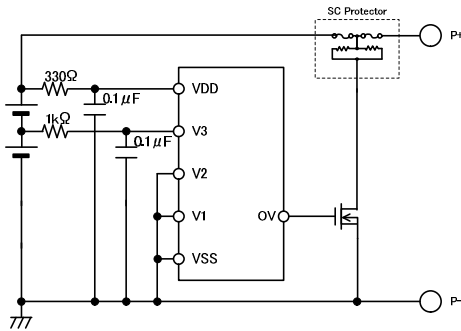 SC Protector
P+
330Ω
VDD
0.1μF
1kΩ
V3
0.1μF
V2
V1
OV
VSS
P-